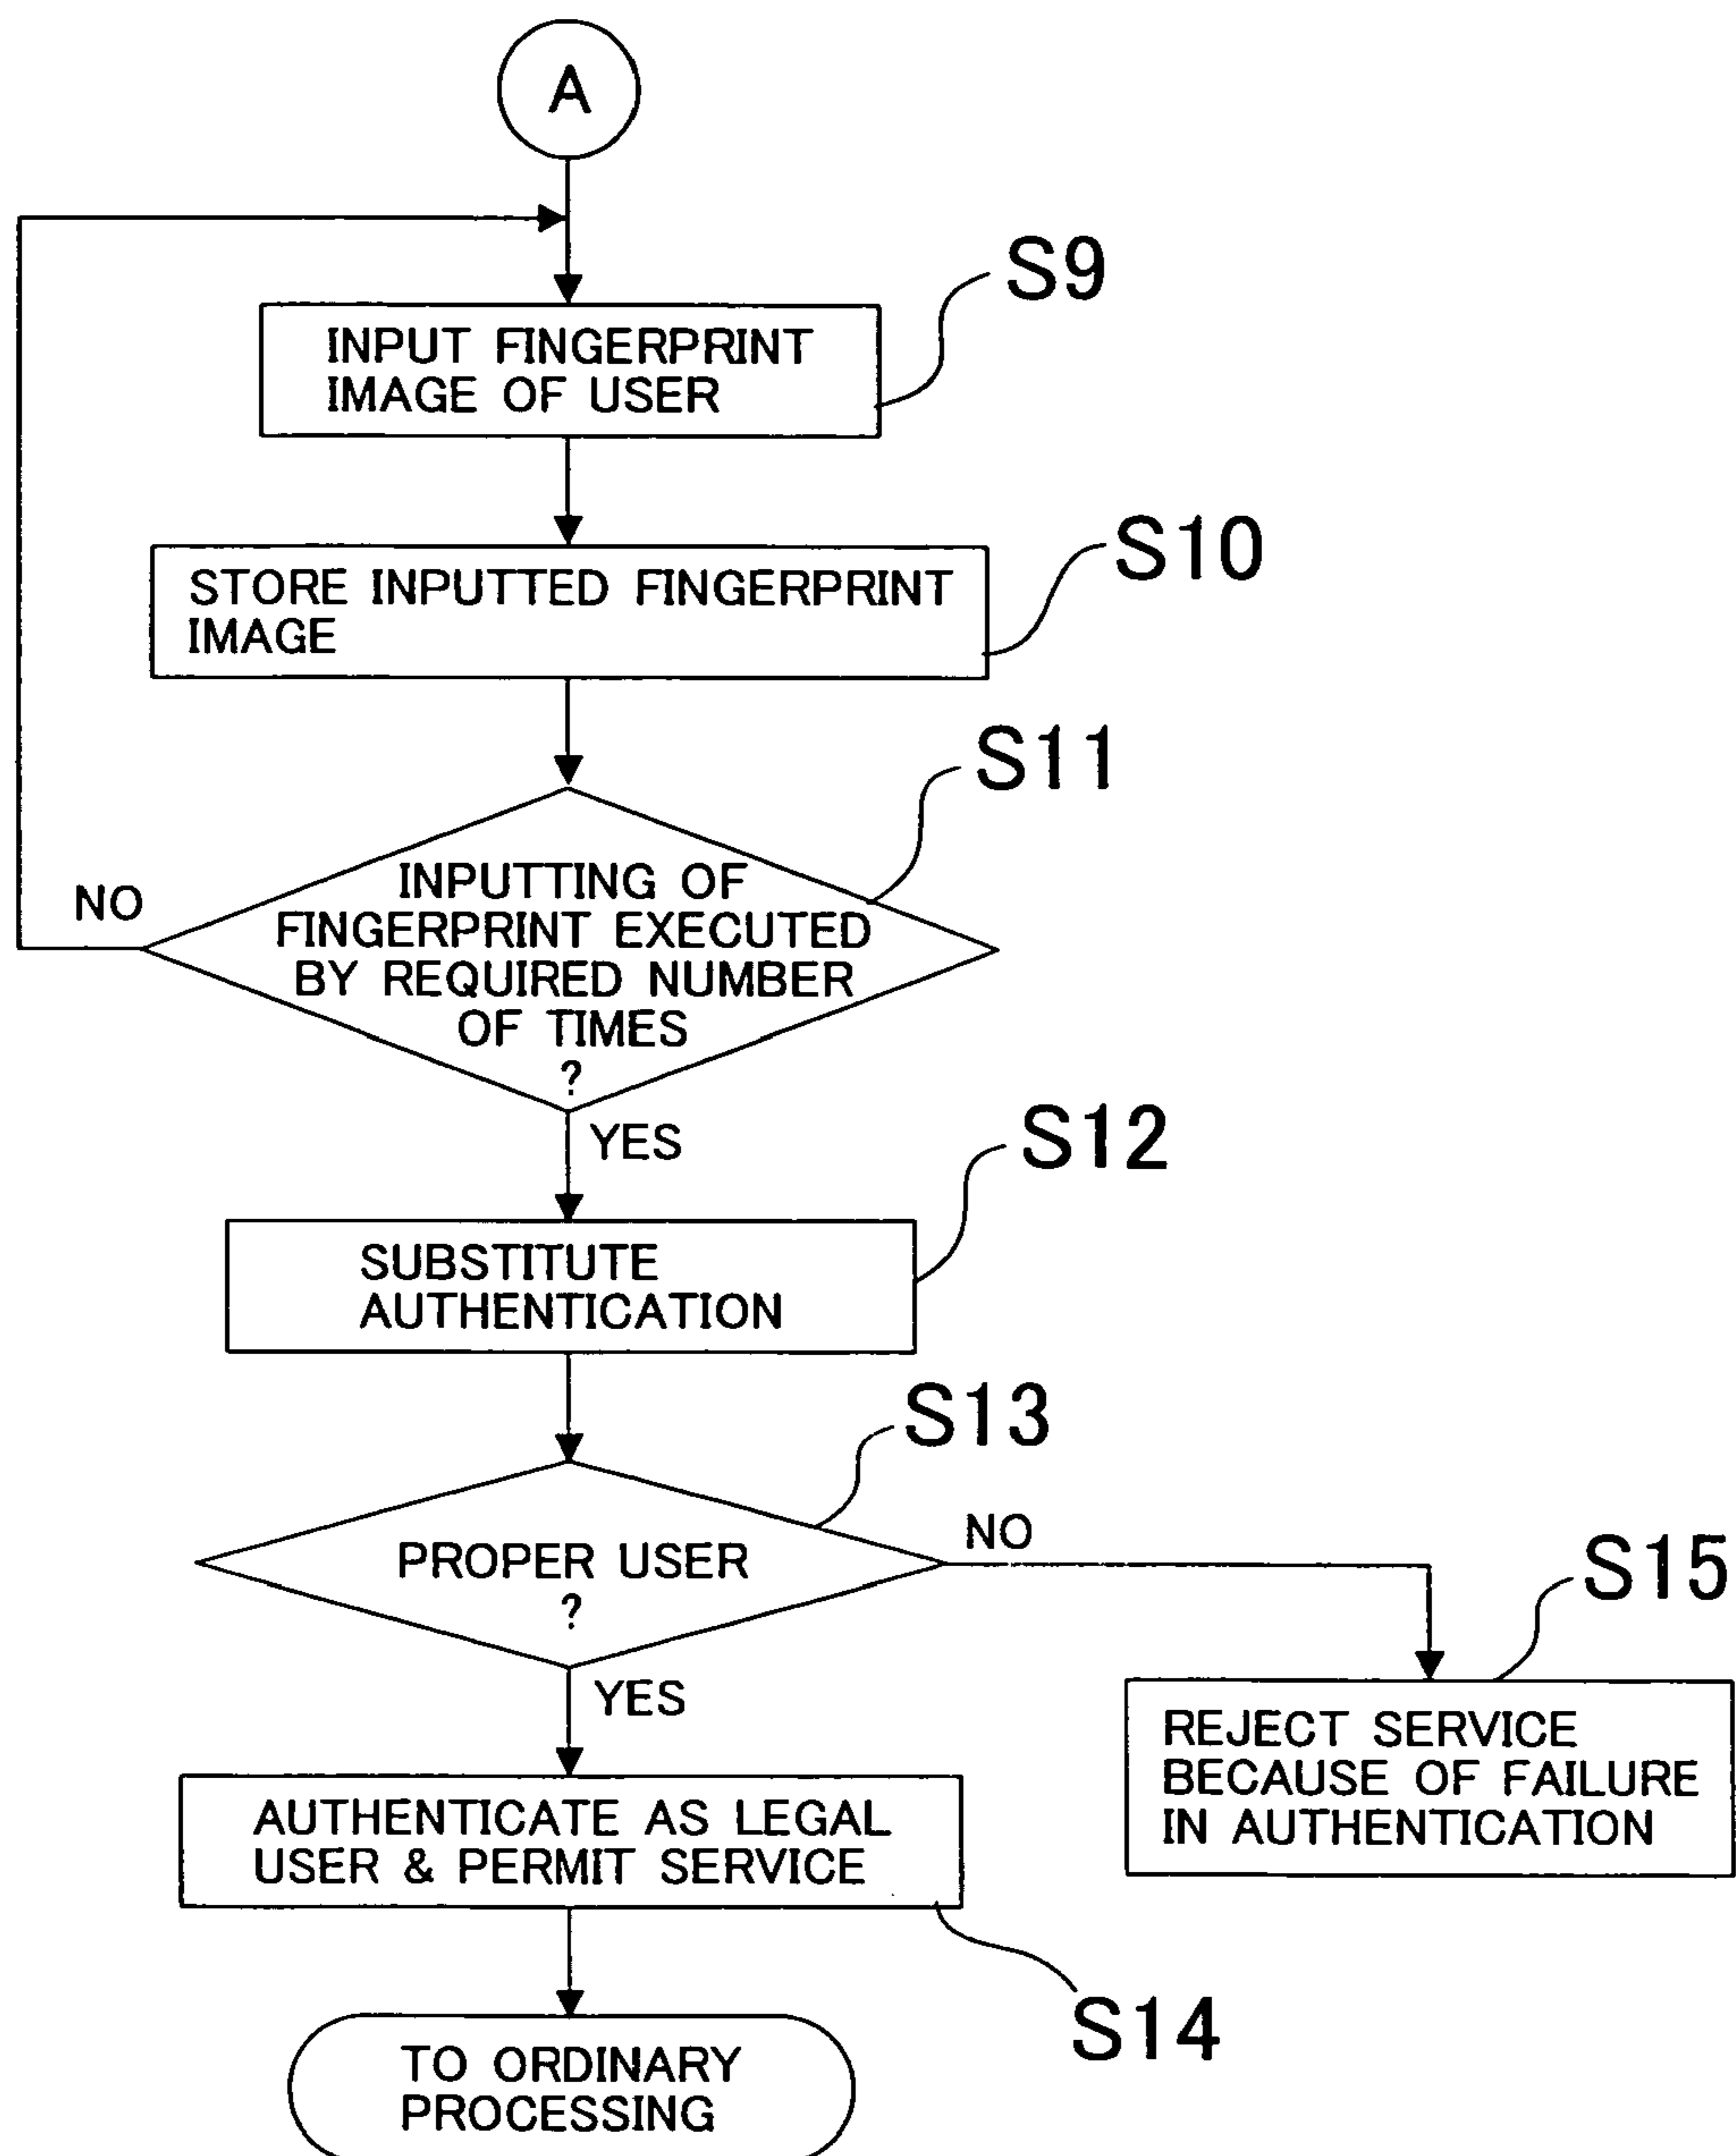 A
S9
INPUT FINGERPRINT
IMAGE OF USER
S10
STORE INPUTTED FINGERPRINT
IMAGE
S11
INPUTTING OF
FINGERPRINT EXECUTED
BY REQUIRED NUMBER
OF TIMES
?
NO
YES
S12
SUBSTITUTE
AUTHENTICATION
S13
PROPER USER
?
NO
YES
S15
REJECT SERVICE
BECAUSE OF FAILURE
IN AUTHENTICATION
AUTHENTICATE AS LEGAL
USER & PERMIT SERVICE
S14
TO ORDINARY
PROCESSING